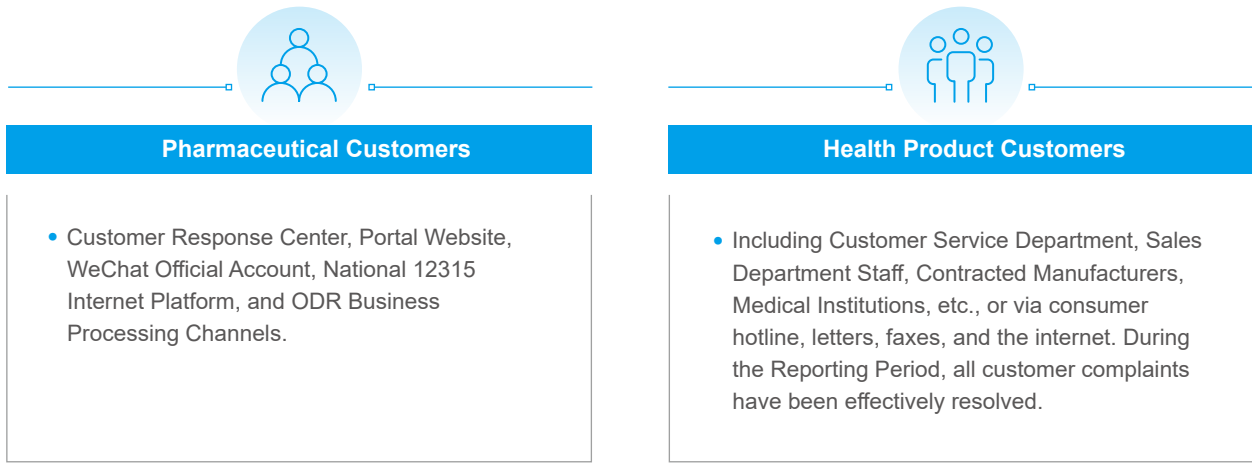 Pharmaceutical Customers
• Customer Response Center, Portal Website,
WeChat Official Account, National 12315
Internet Platform, and ODR Business
Processing Channels.
Health Product Customers
• Including Customer Service Department, Sales
Department Staff, Contracted Manufacturers,
Medical Institutions, etc., or via consumer
hotline, letters, faxes, and the internet. During
the Reporting Period, all customer complaints
have been effectively resolved.